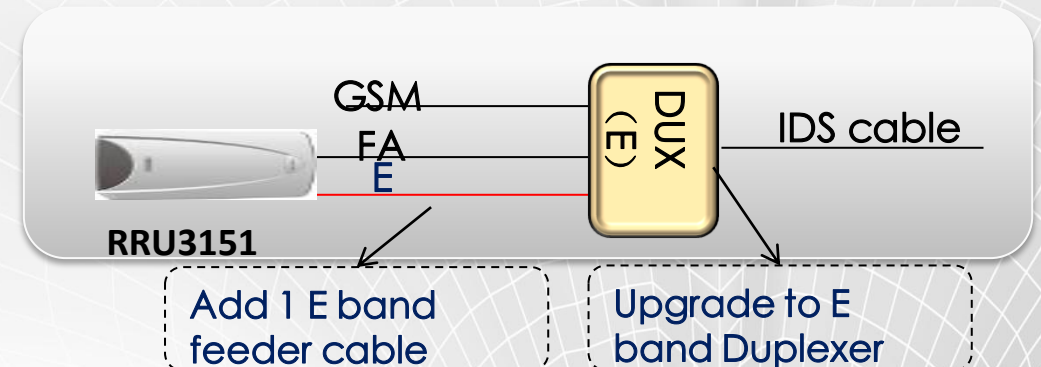 GSM
FA
E
DUX
(E)
IDS cable
RRU3151
Add 1 E band
feeder cable
Upgrade to E
band Duplexer